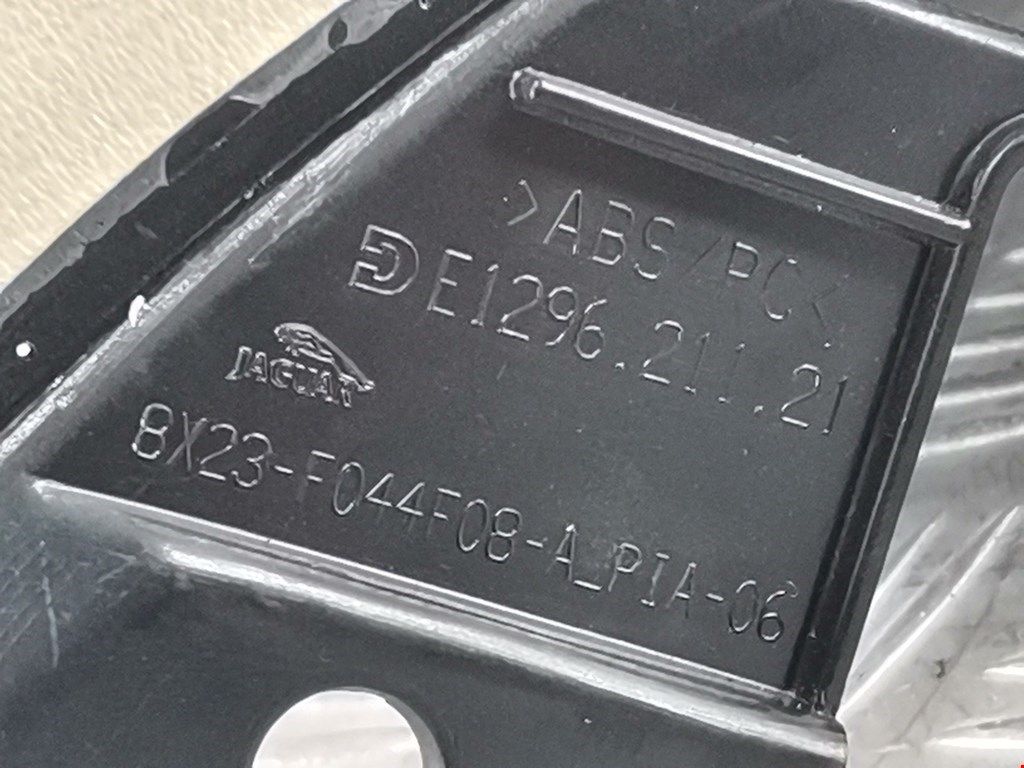 >ABS/PC<
E1296.211.21
JAGUAR
8X23-F044F08-A_PIA-06